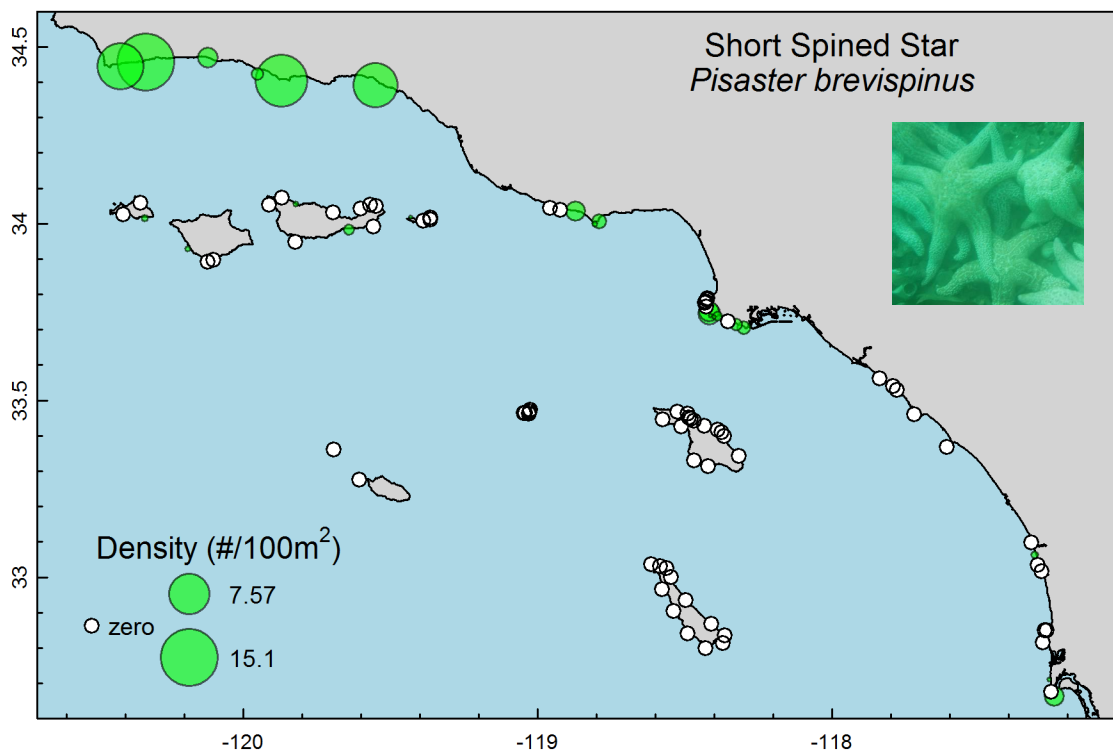 Short Spined Star
Pisaster brevispinus
34.5
34
33.5
33
Density (#/100m²)
7.57
zero
15.1
-120
-119
-118